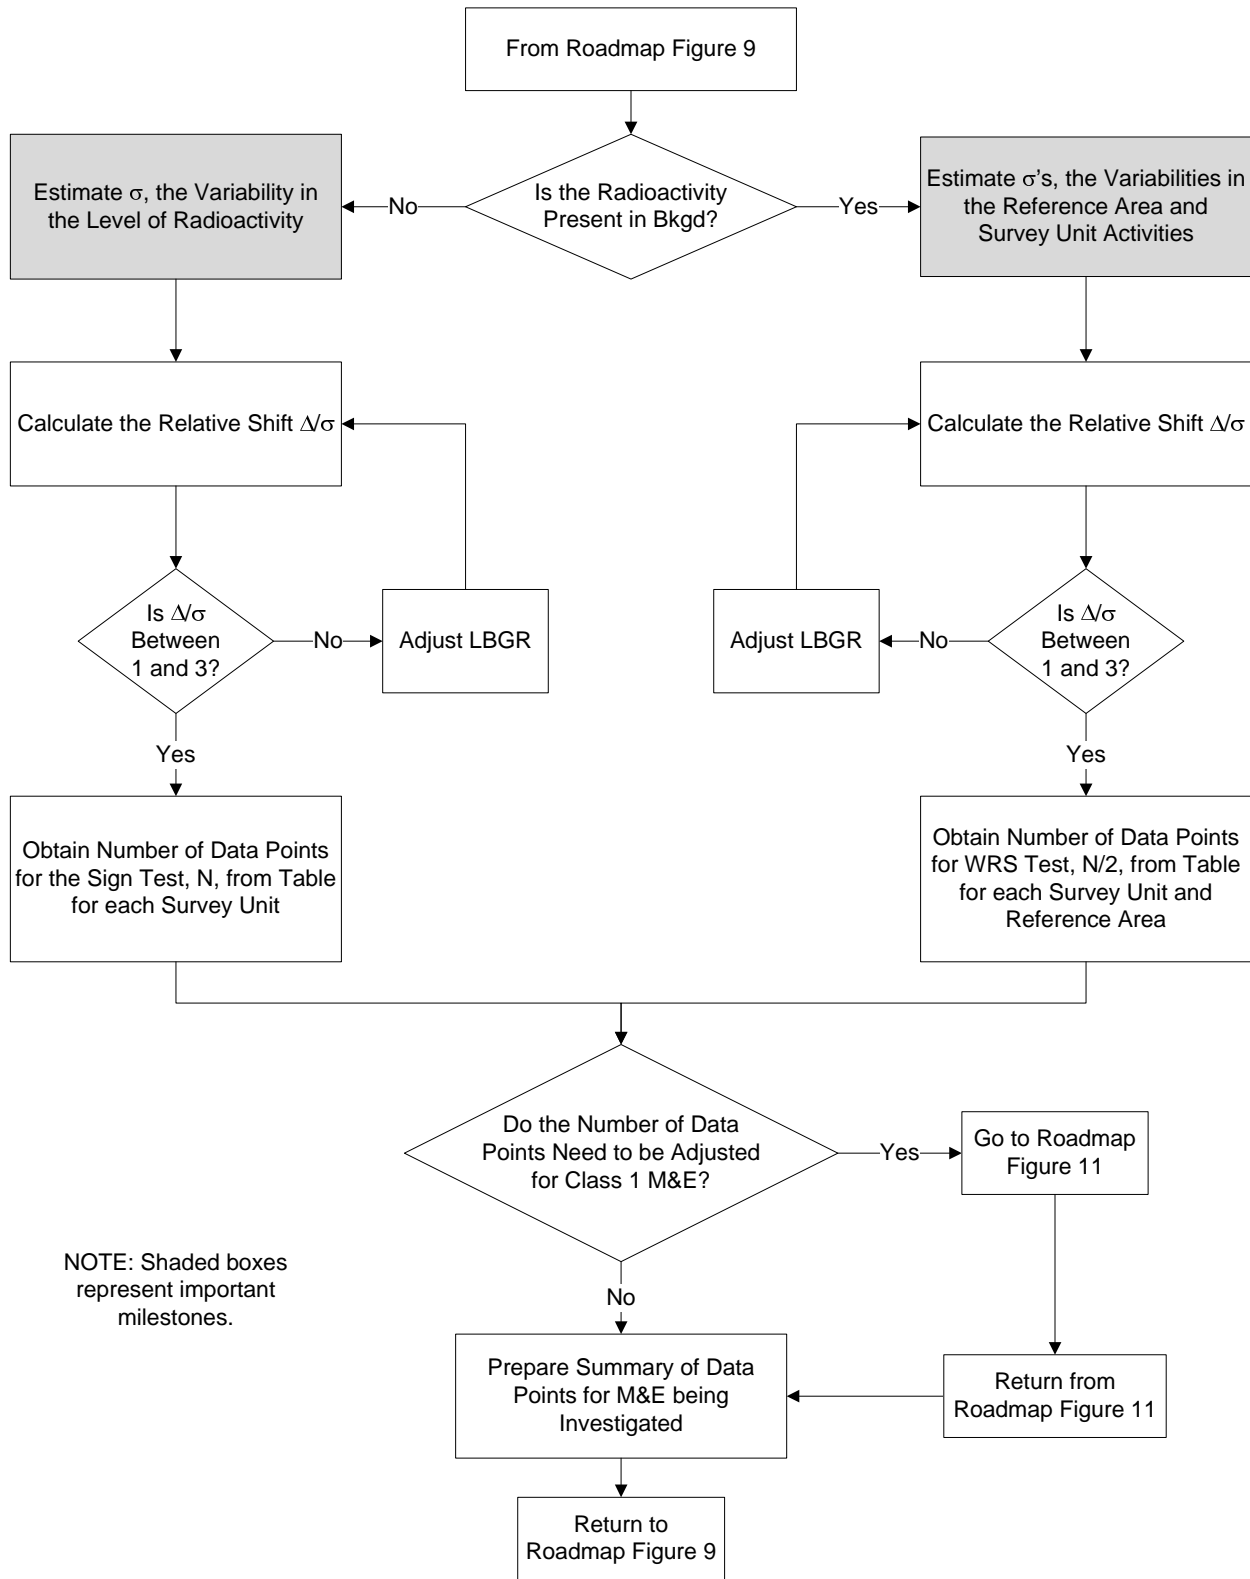 From Roadmap Figure 9
Estimate σ, the Variability in
the Level of Radioactivity
No
Is the Radioactivity
Present in Bkgd?
Yes
Estimate σ's, the Variabilities in
the Reference Area and
Survey Unit Activities
Calculate the Relative Shift Δ/σ
Calculate the Relative Shift Δ/σ
Is Δ/σ
Between
1 and 3?
No
Adjust LBGR
Adjust LBGR
No
Is Δ/σ
Between
1 and 3?
Yes
Yes
Obtain Number of Data Points
for the Sign Test, N, from Table
for each Survey Unit
Obtain Number of Data Points
for WRS Test, N/2, from Table
for each Survey Unit and
Reference Area
Do the Number of Data
Points Need to be Adjusted
for Class 1 M&E?
Yes
Go to Roadmap
Figure 11
NOTE: Shaded boxes
represent important
milestones.
No
Prepare Summary of Data
Points for M&E being
Investigated
Return from
Roadmap Figure 11
Return to
Roadmap Figure 9